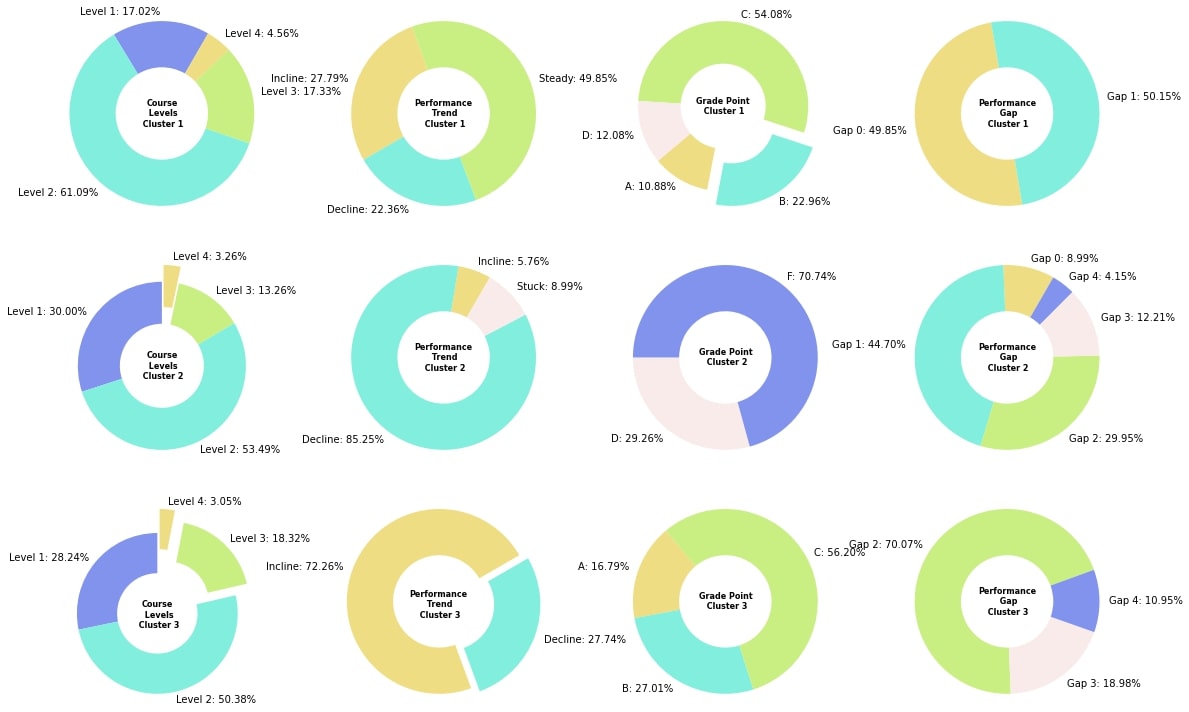 Level 1: 17.02%
Level 4: 4.56%
Level 3: 17.33%
Level 2: 61.09%
Course
Levels
Cluster 1
Incline: 27.79%
Steady: 49.85%
Decline: 22.36%
Performance
Trend
Cluster 1
C: 54.08%
D: 12.08%
A: 10.88%
B: 22.96%
Grade Point
Cluster 1
Gap 1: 50.15%
Gap 0: 49.85%
Performance
Gap
Cluster 1
Level 4: 3.26%
Level 3: 13.26%
Level 1: 30.00%
Level 2: 53.49%
Course
Levels
Cluster 2
Incline: 5.76%
Stuck: 8.99%
Decline: 85.25%
Performance
Trend
Cluster 2
F: 70.74%
D: 29.26%
Grade Point
Cluster 2
Gap 0: 8.99%
Gap 4: 4.15%
Gap 3: 12.21%
Gap 1: 44.70%
Gap 2: 29.95%
Performance
Gap
Cluster 2
Level 4: 3.05%
Level 3: 18.32%
Level 1: 28.24%
Level 2: 50.38%
Course
Levels
Cluster 3
Incline: 72.26%
Decline: 27.74%
Performance
Trend
Cluster 3
C: 56.20%
A: 16.79%
B: 27.01%
Grade Point
Cluster 3
Gap 2: 70.07%
Gap 4: 10.95%
Gap 3: 18.98%
Performance
Gap
Cluster 3